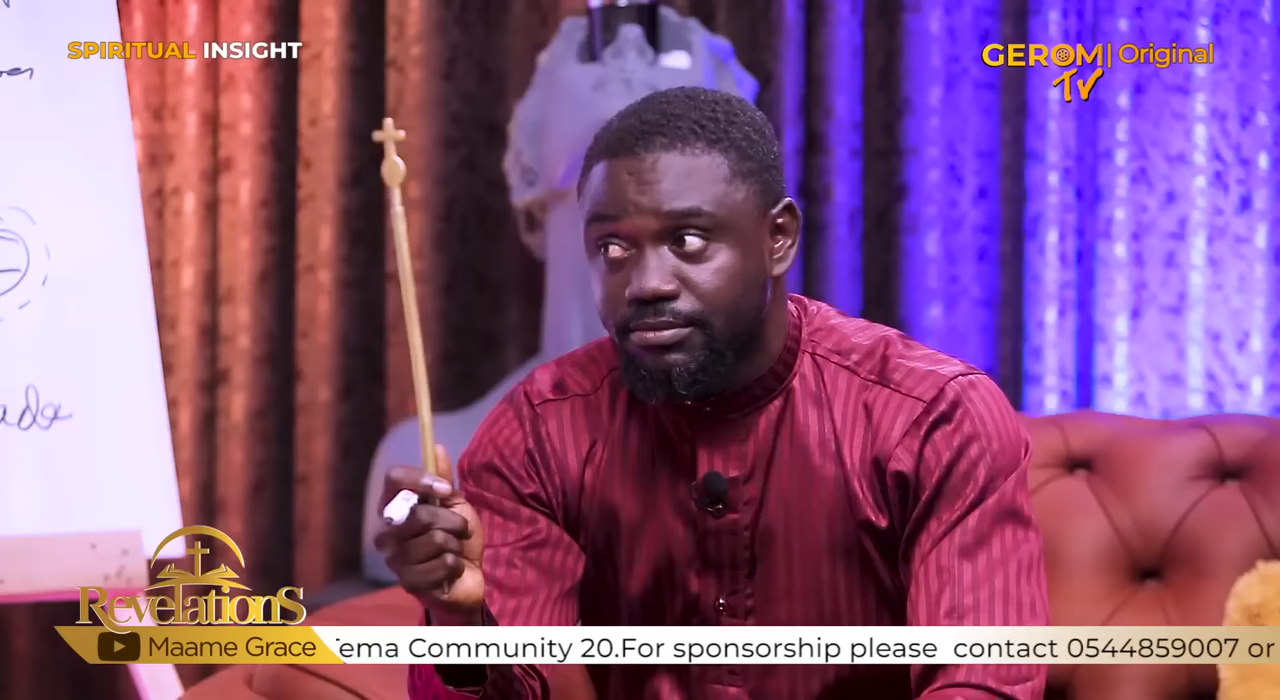 SPIRITUAL INSIGHT
GEROM TV | Original
Revelations
Maame Grace
Tema Community 20.For sponsorship please contact 0544859007 or